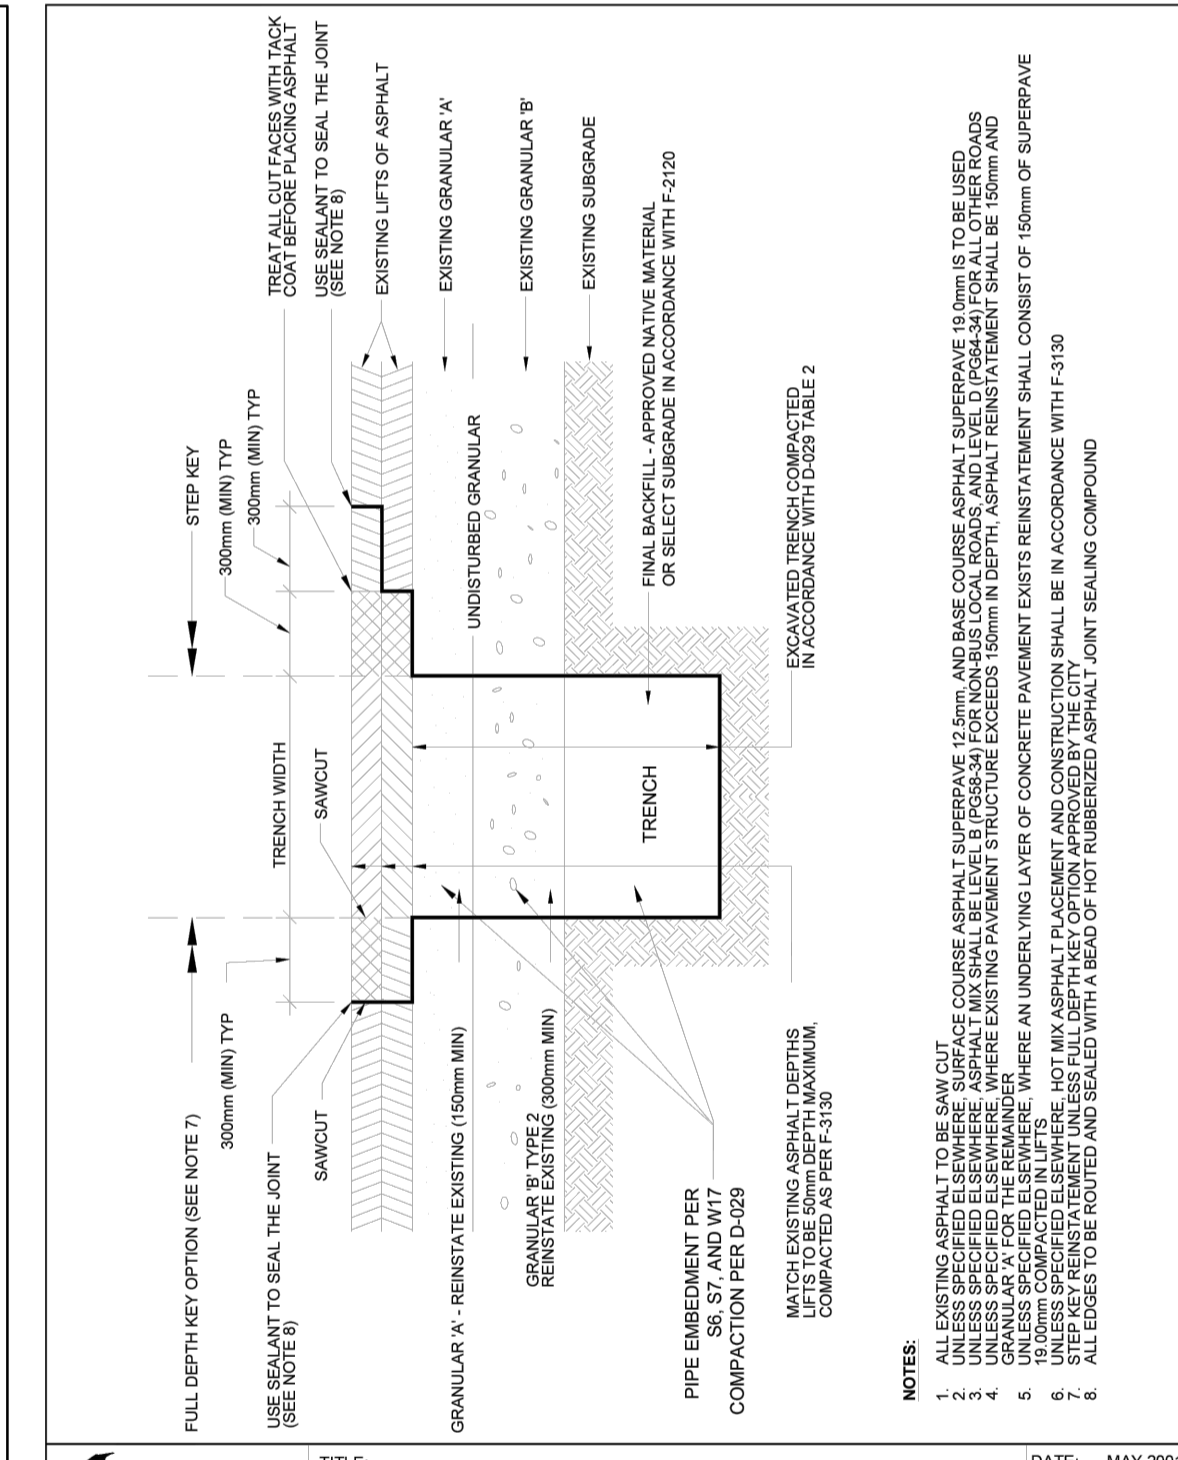 FULL DEPTH KEY OPTION (SEE NOTE 7)
STEP KEY
300mm (MIN) TYP
TRENCH WIDTH
300mm (MIN) TYP
300mm (MIN) TYP
USE SEALANT TO SEAL THE JOINT
(SEE NOTE 8)
SAWCUT
SAWCUT
TREAT ALL CUT FACES WITH TACK
COAT BEFORE PLACING ASPHALT
USE SEALANT TO SEAL THE JOINT
(SEE NOTE 8)
EXISTING LIFTS OF ASPHALT
GRANULAR 'A' - REINSTATE EXISTING (150mm MIN)
UNDISTURBED GRANULAR
EXISTING GRANULAR 'A'
GRANULAR 'B' TYPE 2
REINSTATE EXISTING (300mm MIN)
EXISTING GRANULAR 'B'
EXISTING SUBGRADE
TRENCH
FINAL BACKFILL - APPROVED NATIVE MATERIAL
OR SELECT SUBGRADE IN ACCORDANCE WITH F-2120
PIPE EMBEDMENT PER
S6, S7, AND W17
COMPACTION PER D-029
MATCH EXISTING ASPHALT DEPTHS
LIFTS TO BE 50mm DEPTH MAXIMUM,
COMPACTED AS PER F-3130
EXCAVATED TRENCH COMPACTED
IN ACCORDANCE WITH D-029 TABLE 2
NOTES:
1. ALL EXISTING ASPHALT TO BE SAW CUT
2. UNLESS SPECIFIED ELSEWHERE, SURFACE COURSE ASPHALT SUPERPAVE 12.5mm, AND BASE COURSE ASPHALT SUPERPAVE 19.0mm IS TO BE USED
3. UNLESS SPECIFIED ELSEWHERE, ASPHALT MIX SHALL BE LEVEL B (PG58-34) FOR NON-BUS LOCAL ROADS, AND LEVEL D (PG64-34) FOR ALL OTHER ROADS
4. UNLESS SPECIFIED ELSEWHERE, WHERE EXISTING PAVEMENT STRUCTURE EXCEEDS 150mm IN DEPTH, ASPHALT REINSTATEMENT SHALL BE 150mm AND
GRANULAR 'A' FOR THE REMAINDER
5. UNLESS SPECIFIED ELSEWHERE, WHERE AN UNDERLYING LAYER OF CONCRETE PAVEMENT EXISTS REINSTATEMENT SHALL CONSIST OF 150mm OF SUPERPAVE
19.00mm COMPACTED IN LIFTS
6. UNLESS SPECIFIED ELSEWHERE, HOT MIX ASPHALT PLACEMENT AND CONSTRUCTION SHALL BE IN ACCORDANCE WITH F-3130
7. STEP KEY REINSTATEMENT UNLESS FULL DEPTH KEY OPTION APPROVED BY THE CITY
8. ALL EDGES TO BE ROUTED AND SEALED WITH A BEAD OF HOT RUBBERIZED ASPHALT JOINT SEALING COMPOUND
TITLE:
DATE: MAY 2001